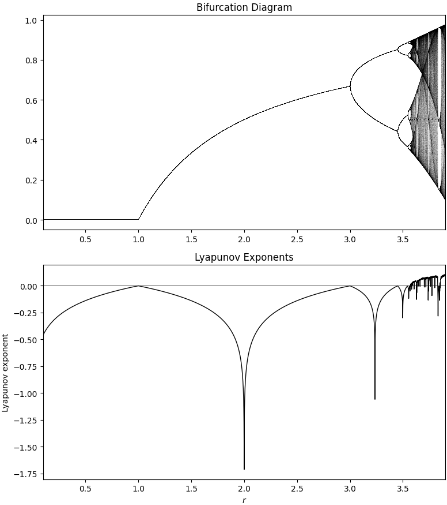 Bifurcation Diagram
1.0
0.8
0.6
0.4
0.2
0.0
0.5 1.0 1.5 2.0 2.5 3.0 3.5
Lyapunov Exponents
0.00
−0.25
−0.50
−0.75
−1.00
−1.25
−1.50
−1.75
Lyapunov exponent
0.5 1.0 1.5 2.0 2.5 3.0 3.5
r